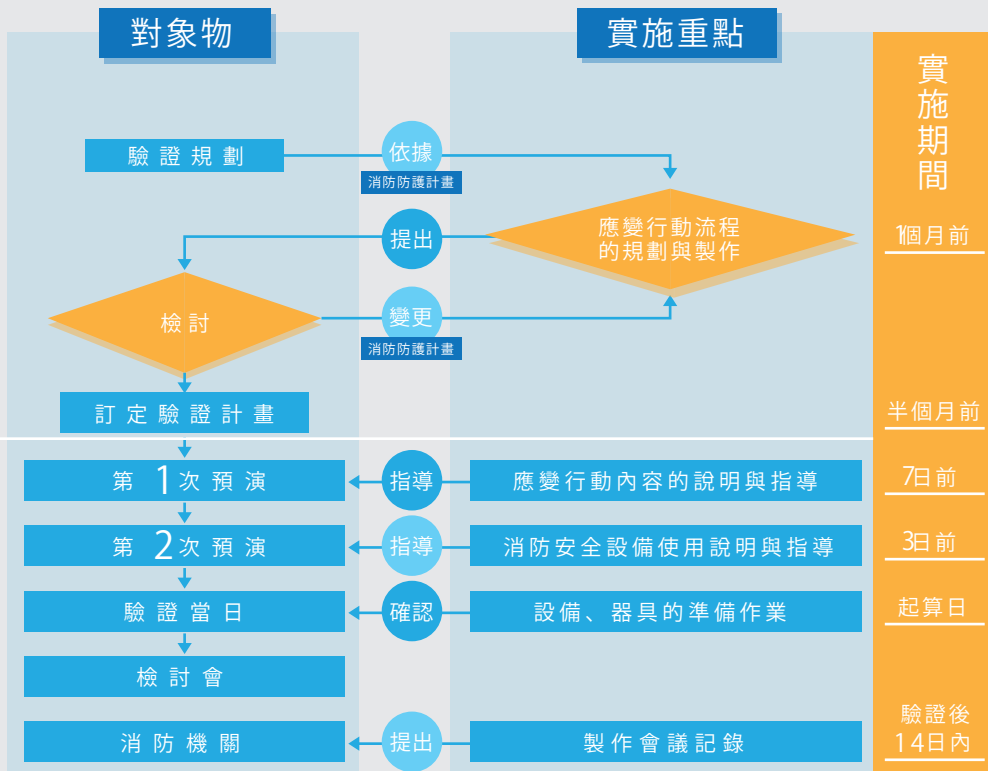 對象物
實施重點
實施期間
驗證規劃
依據
消防防護計畫
應變行動流程
的規劃與製作
1個月前
提出
檢討
變更
消防防護計畫
訂定驗證計畫
半個月前
第1次預演
指導
應變行動內容的說明與指導
7日前
第2次預演
指導
消防安全設備使用說明與指導
3日前
驗證當日
確認
設備、器具的準備作業
起算日
檢討會
消防機關
提出
製作會議記錄
驗證後
14日內